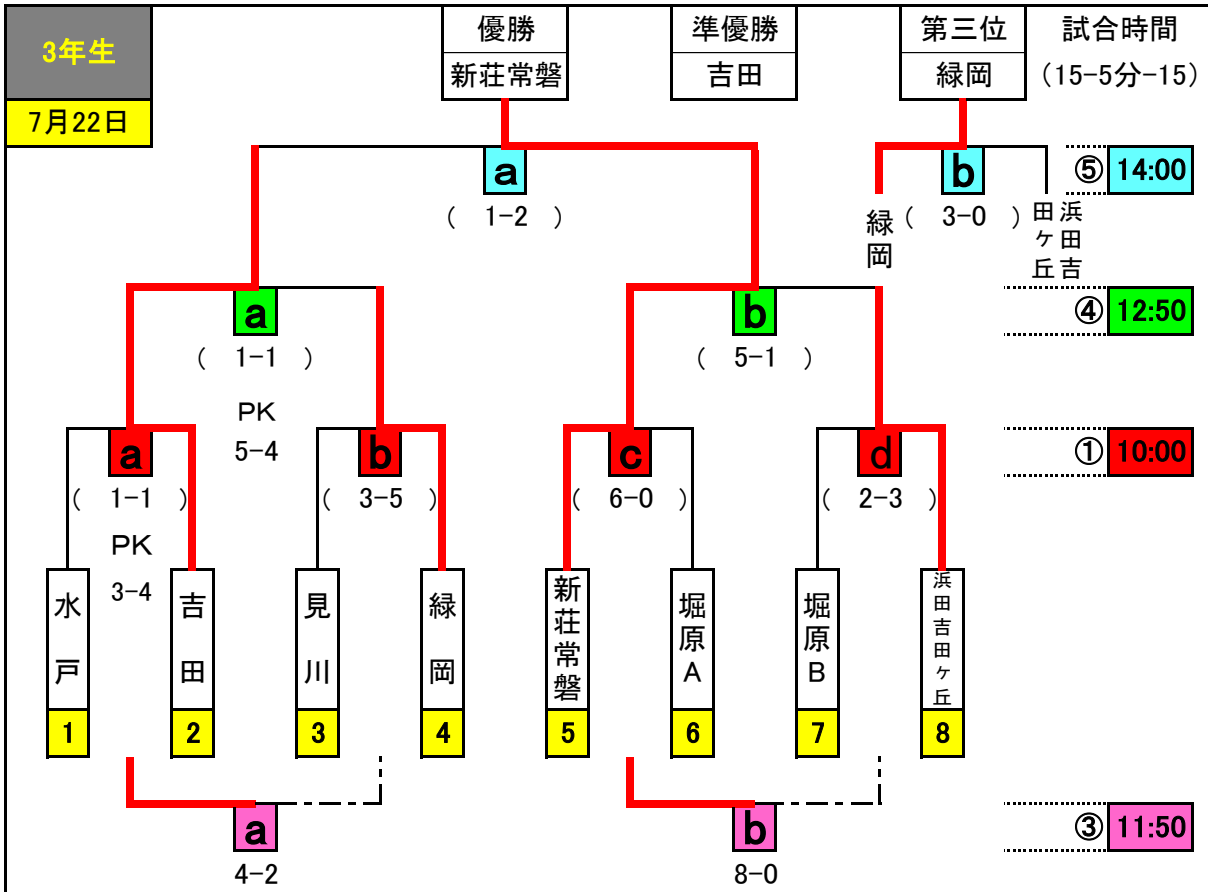 3年生
7月22日
優勝
新荘常磐
準優勝
吉田
第三位
緑岡
試合時間
（15-5分-15）
a
（ 1-2 ）
緑岡
b
（ 3-0 ）
浜田吉
田ヶ丘
⑤ 14:00
a
（ 1-1 ）
PK
5-4
b
（ 5-1 ）
④ 12:50
a
（ 1-1 ）
PK
3-4
b
（ 3-5 ）
c
（ 6-0 ）
d
（ 2-3 ）
① 10:00
水戸
吉田
見川
緑岡
新荘常磐
堀原A
堀原B
浜田吉田ヶ丘
1 2 3 4 5 6 7 8
a
4-2
b
8-0
③ 11:50